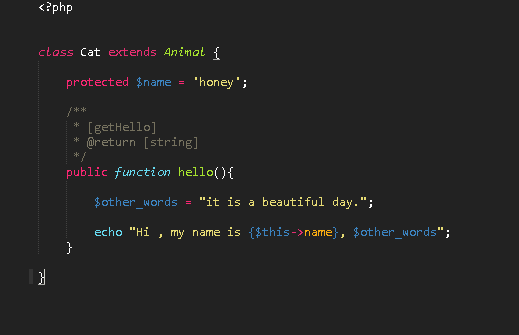 <?php
class Cat extends Animal {
protected $name = 'honey';
/**
* [getHello]
* @return [string]
*/
public function hello(){
$other_words = "it is a beautiful day.";
echo "Hi , my name is {$this->name}, $other_words";
}
}